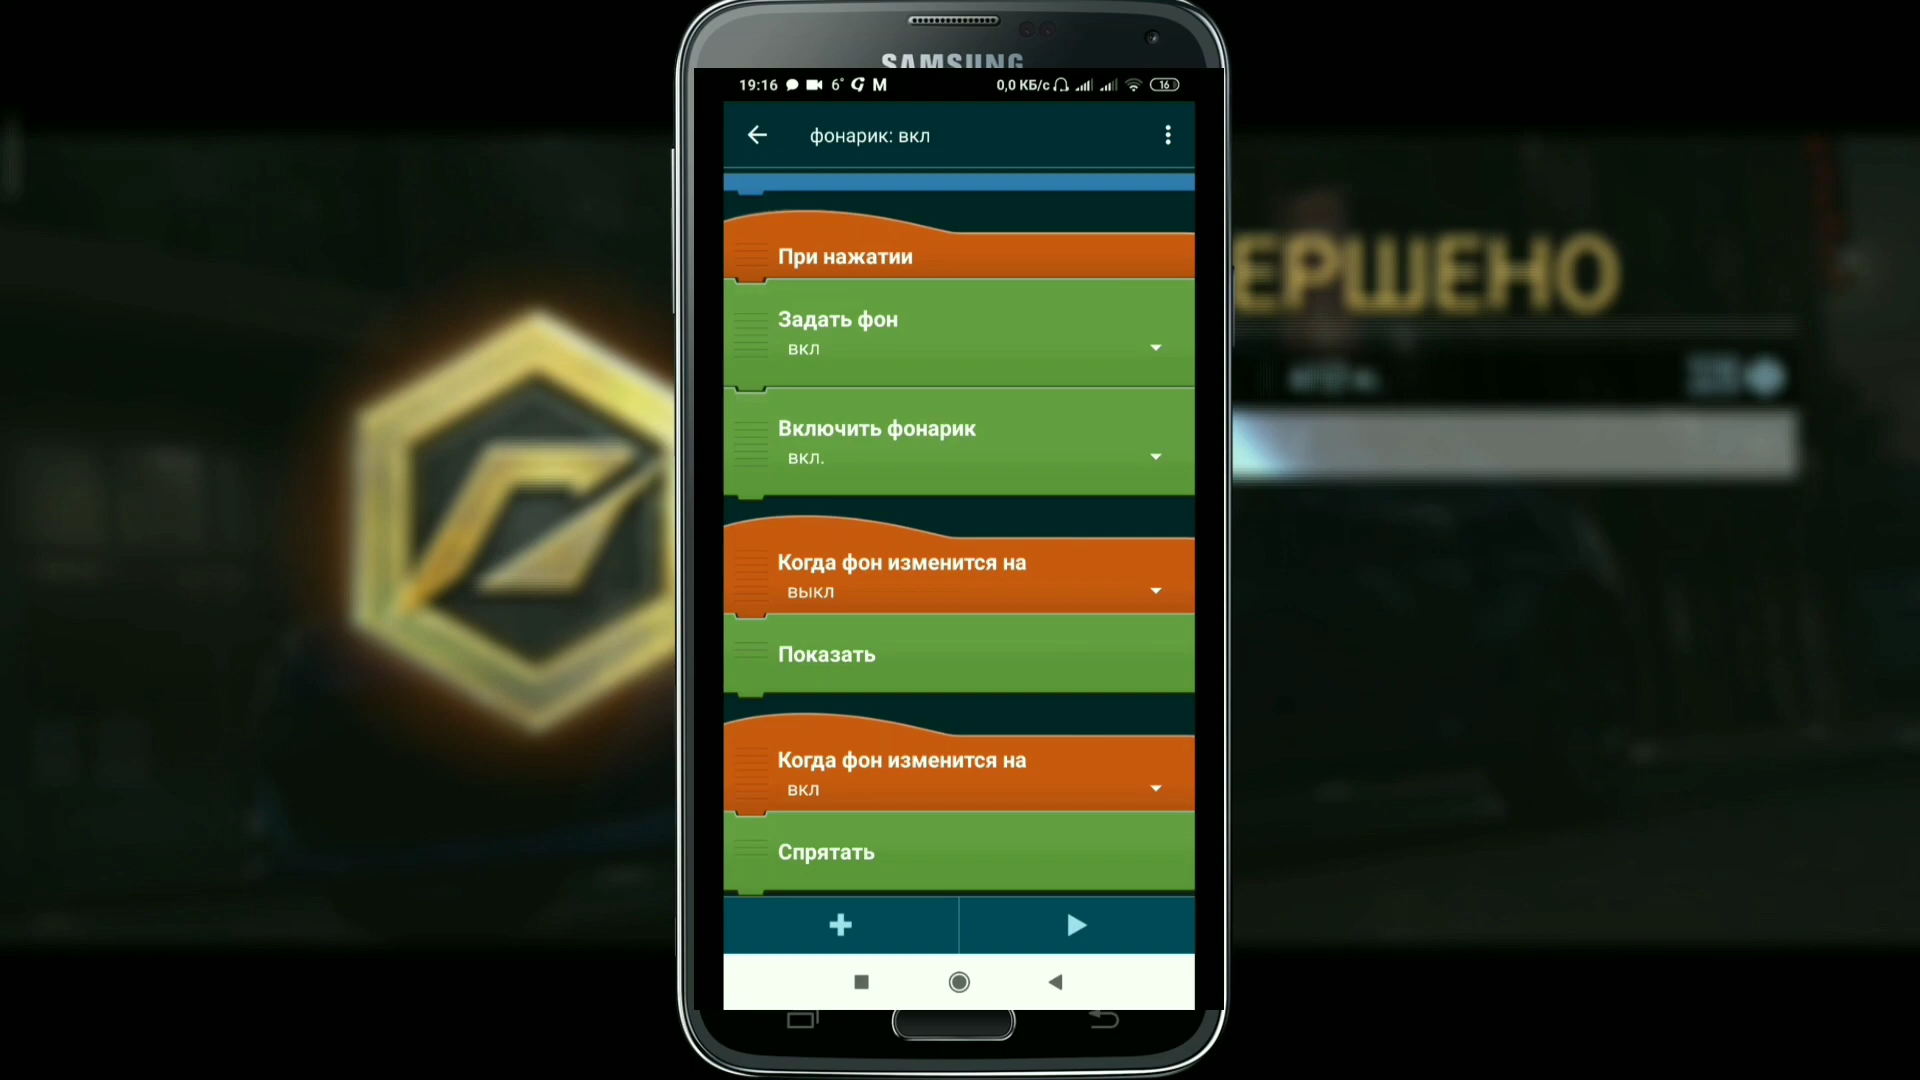 SAMSUNG
19:16 6° G M 0,0 КБ/с 16
фонарик: вкл
При нажатии
Задать фон
вкл
Включить фонарик
вкл.
Когда фон изменится на
выкл
Показать
Когда фон изменится на
вкл
Спрятать
ЕРШЕНО